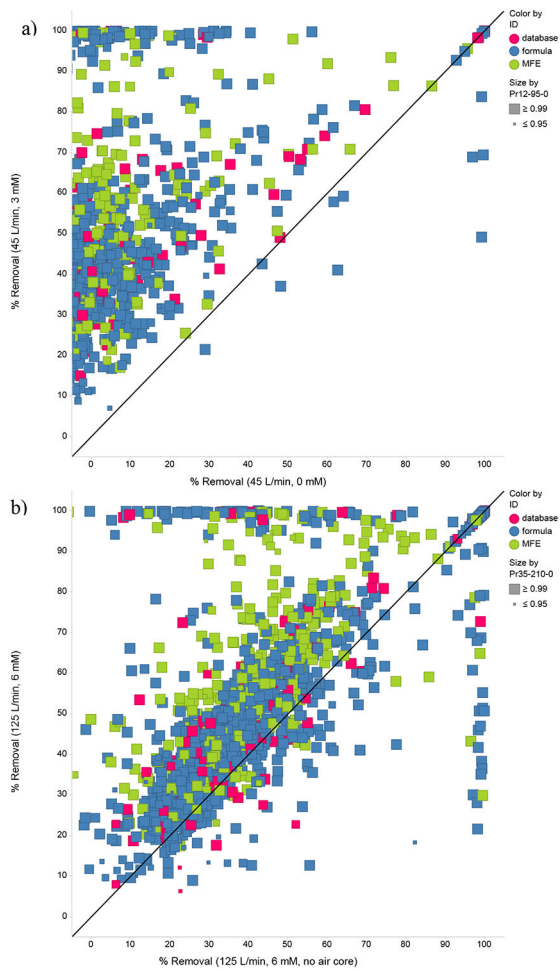 a)
100
90
80
70
60
50
40
30
20
10
0
% Removal (45 L/min, 3 mM)
0 10 20 30 40 50 60 70 80 90 100
% Removal (45 L/min, 0 mM)
Color by
ID
database
formula
MFE
Size by
Pr12-95-0
≥ 0.99
≤ 0.95
b)
100
90
80
70
60
50
40
30
20
10
0
% Removal (125 L/min, 6 mM)
0 10 20 30 40 50 60 70 80 90 100
% Removal (125 L/min, 6 mM, no air core)
Color by
ID
database
formula
MFE
Size by
Pr35-210-0
≥ 0.99
≤ 0.95